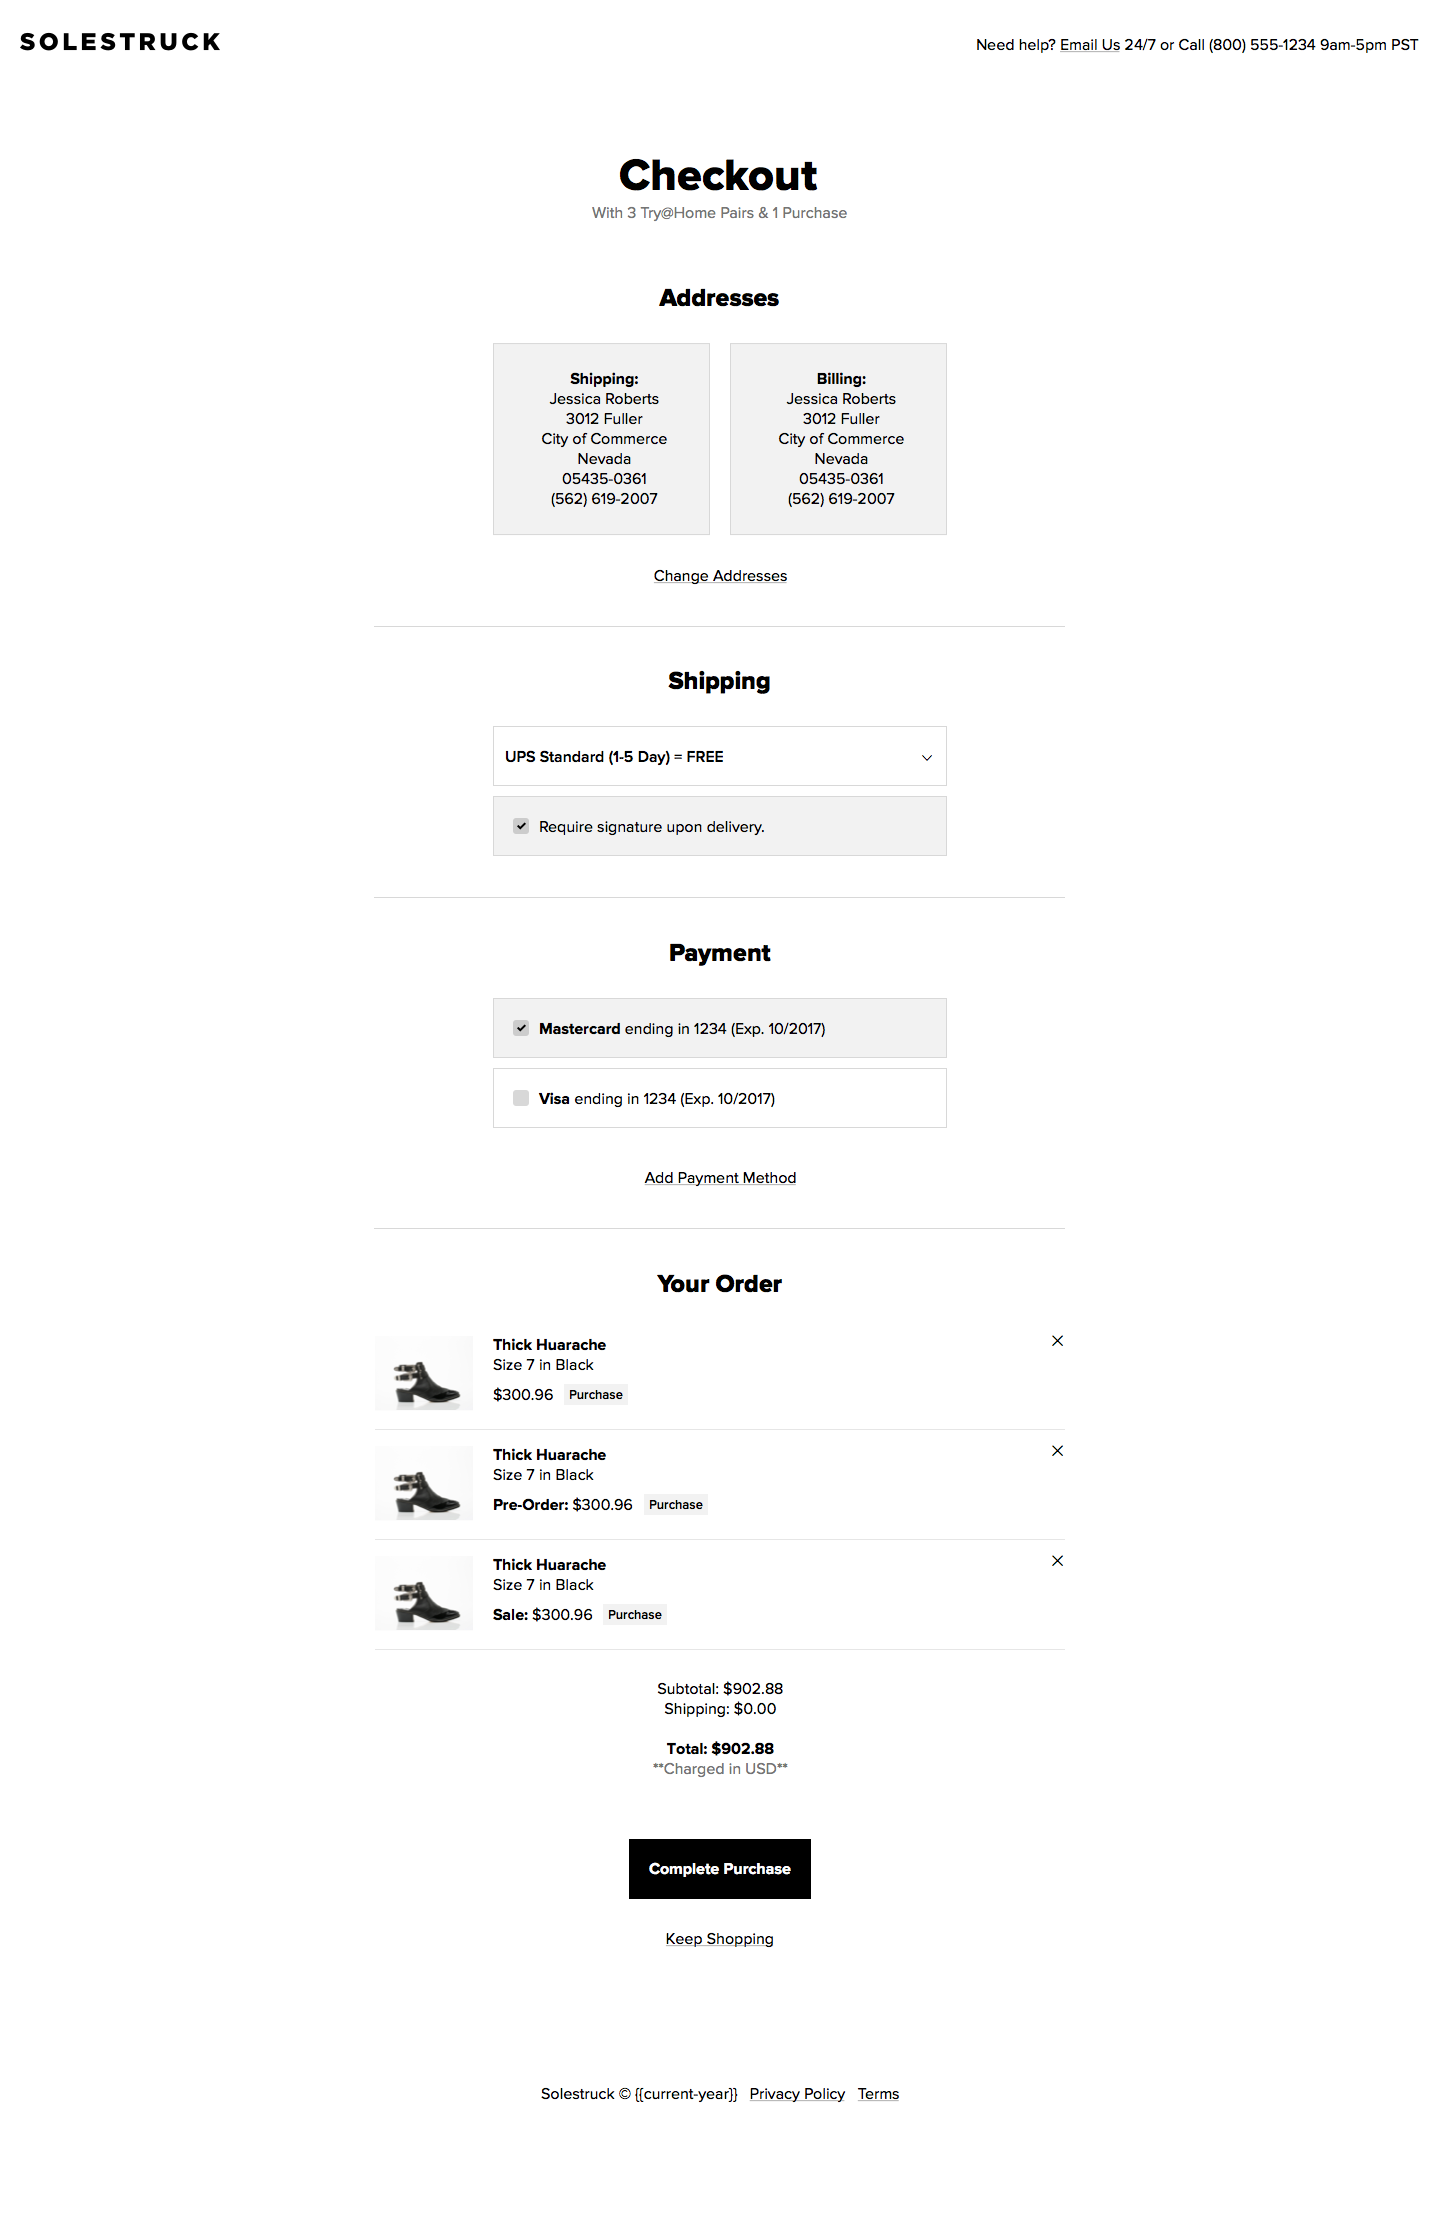 SOLESTRUCK
Need help? Email Us 24/7 or Call (800) 555-1234 9am-5pm PST
Checkout
With 3 Try@Home Pairs & 1 Purchase
Addresses
Shipping:
Jessica Roberts
3012 Fuller
City of Commerce
Nevada
05435-0361
(562) 619-2007
Billing:
Jessica Roberts
3012 Fuller
City of Commerce
Nevada
05435-0361
(562) 619-2007
Change Addresses
Shipping
UPS Standard (1-5 Day) = FREE
Require signature upon delivery.
Payment
Mastercard ending in 1234 (Exp. 10/2017)
Visa ending in 1234 (Exp. 10/2017)
Add Payment Method
Your Order
Thick Huarache
Size 7 in Black
$300.96 Purchase
Thick Huarache
Size 7 in Black
Pre-Order: $300.96 Purchase
Thick Huarache
Size 7 in Black
Sale: $300.96 Purchase
Subtotal: $902.88
Shipping: $0.00
Total: $902.88
**Charged in USD**
Complete Purchase
Keep Shopping
Solestruck © {{current-year}} Privacy Policy Terms